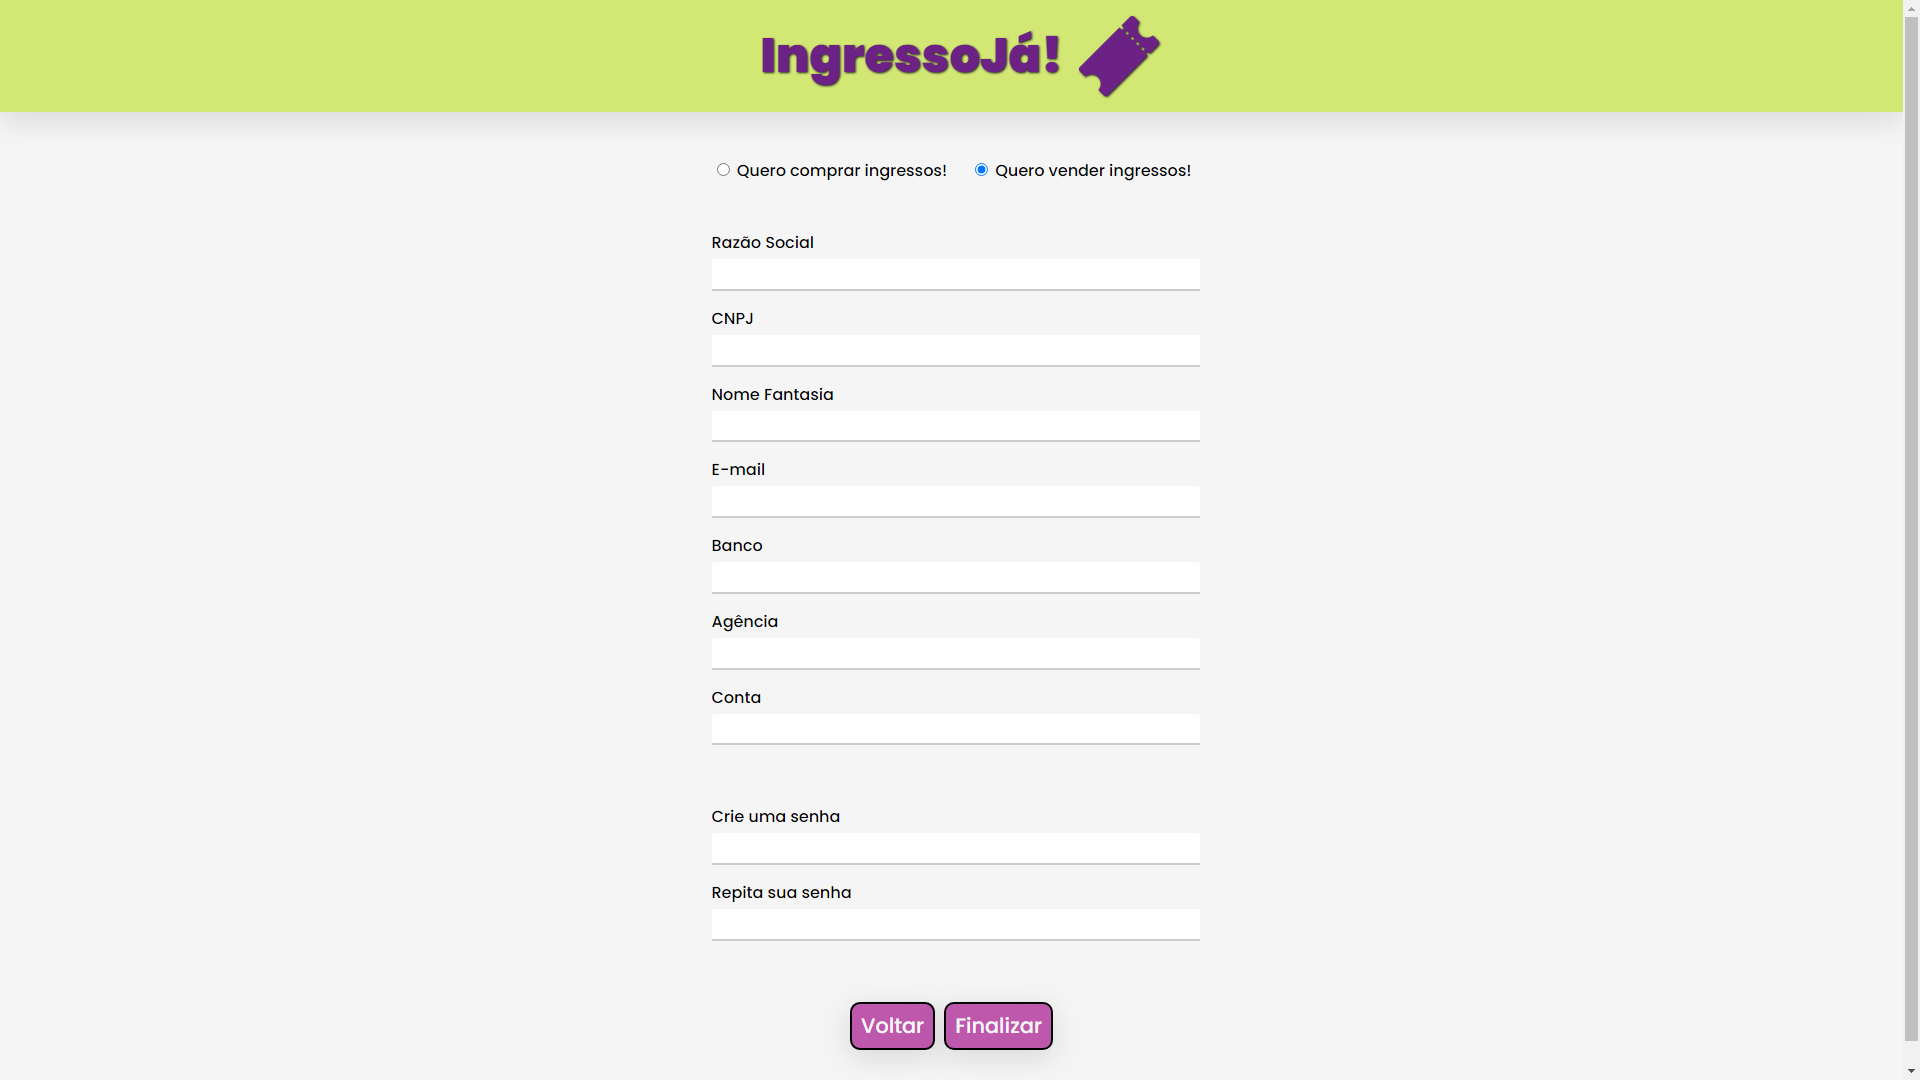 IngressoJá!
Quero comprar ingressos! Quero vender ingressos!
Razão Social
CNPJ
Nome Fantasia
E-mail
Banco
Agência
Conta
Crie uma senha
Repita sua senha
Voltar Finalizar